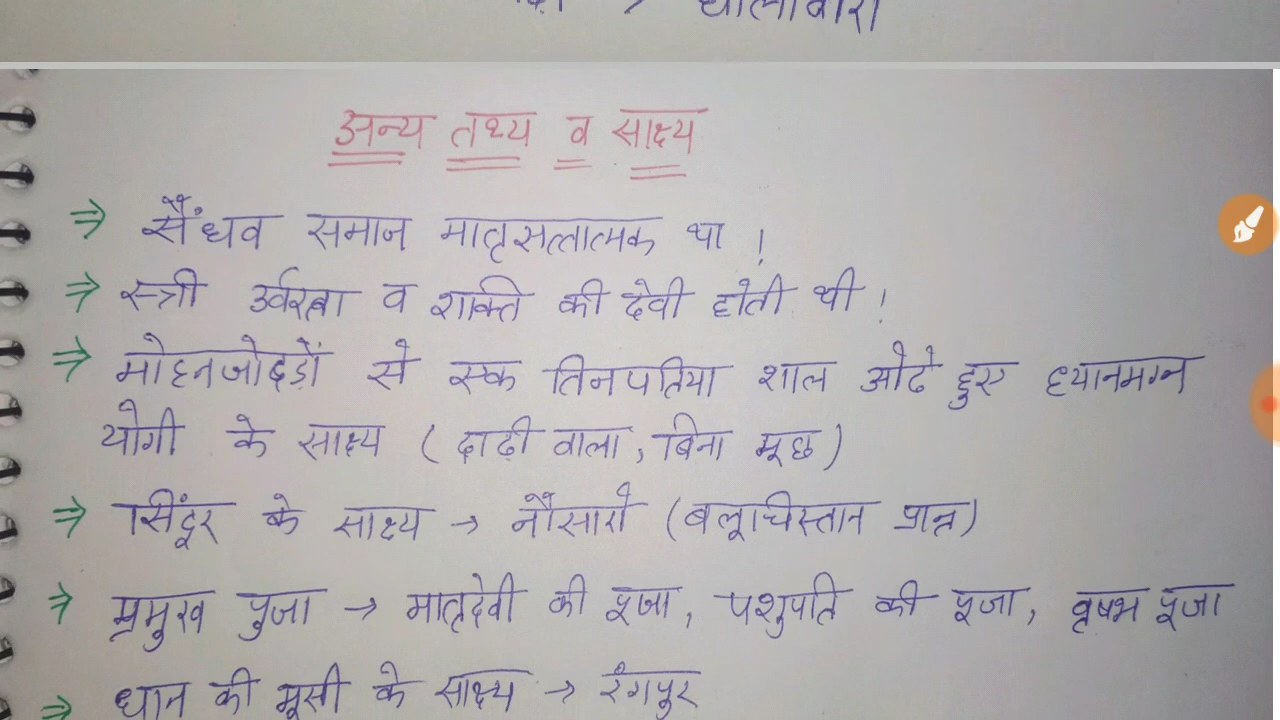 धौलावीरा
अन्य तथ्य व साक्ष्य
⇒ सैंधव समाज मातृसत्तात्मक था !
⇒ स्त्री उर्वरता व शक्ति की देवी होती थी !
⇒ मोहनजोदड़ों से एक तिनपतिया शाल ओढे हुए ध्यानमग्न
योगी के साक्ष्य ( दाढ़ी वाला, बिना मूछ )
⇒ सिंदूर के साक्ष्य → नौसारो (बलूचिस्तान प्रान्त)
⇒ प्रमुख पुजा → मातृदेवी की पूजा, पशुपति की पूजा, वृषभ पूजा
⇒ धान की भूसी के साक्ष्य → रंगपुर